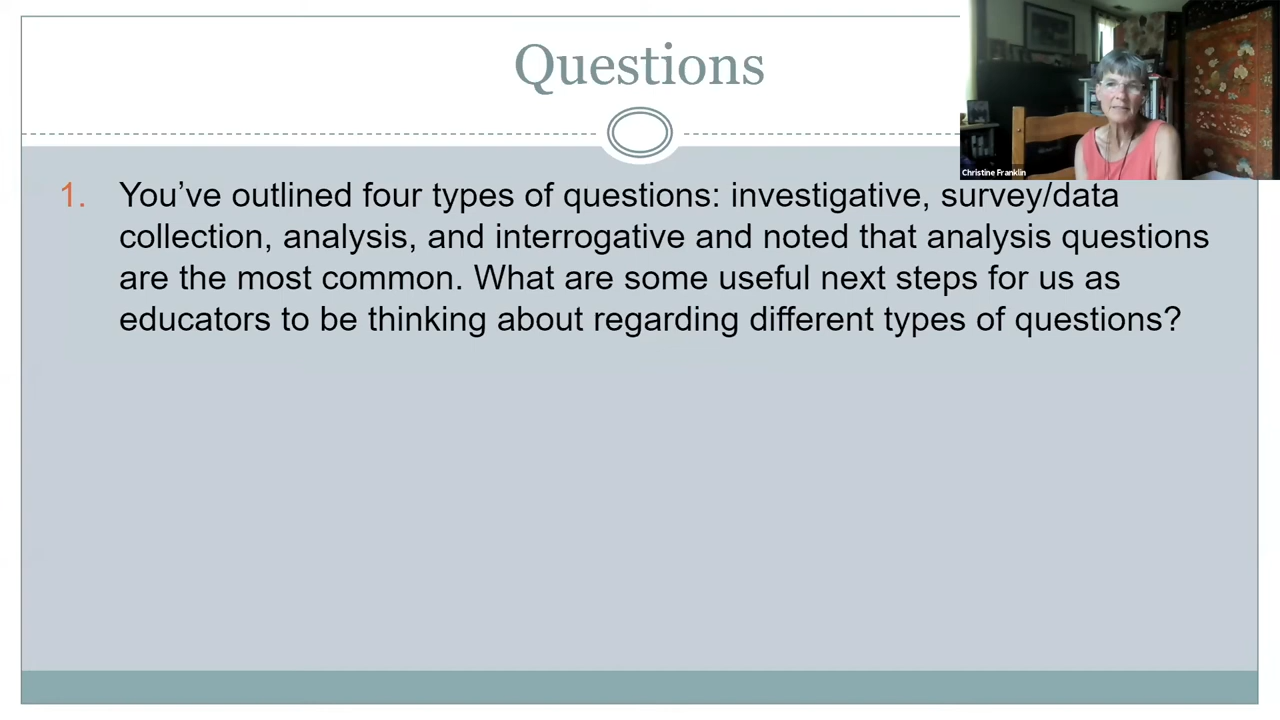 Questions
Christine Franklin
1. You’ve outlined four types of questions: investigative, survey/data
collection, analysis, and interrogative and noted that analysis questions
are the most common. What are some useful next steps for us as
educators to be thinking about regarding different types of questions?